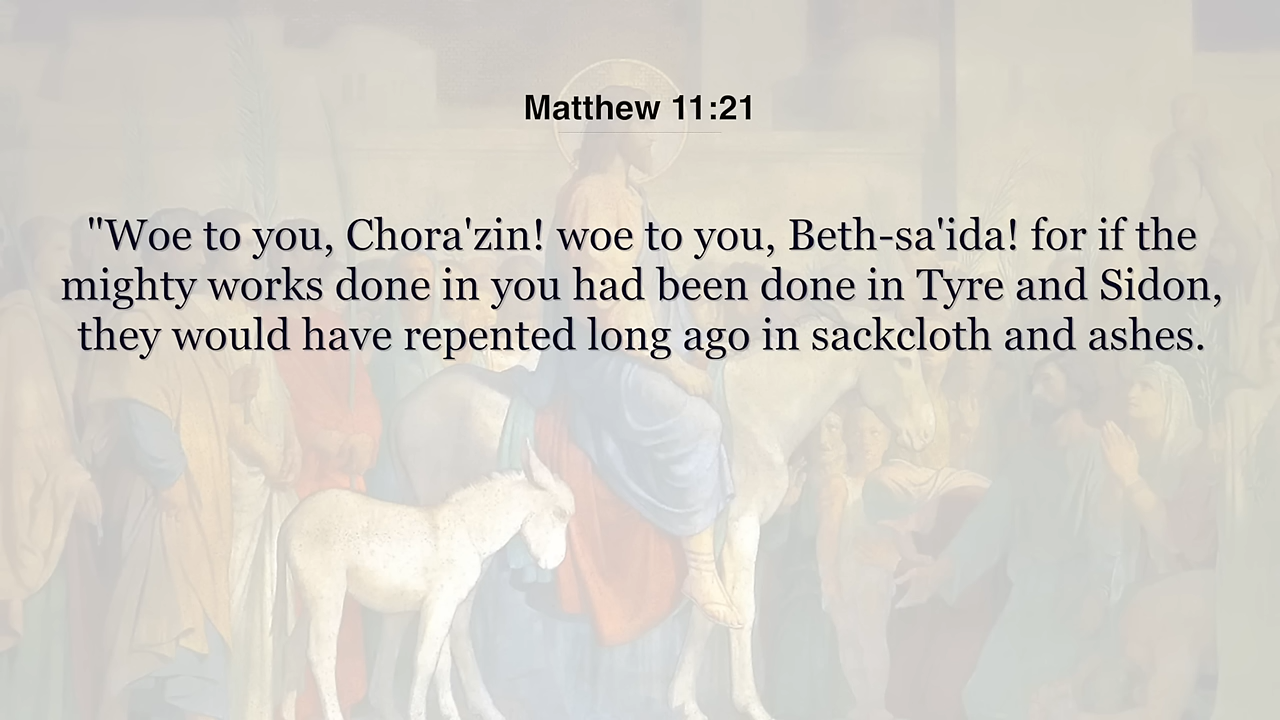 Matthew 11:21
"Woe to you, Chora'zin! woe to you, Beth-sa'ida! for if the
mighty works done in you had been done in Tyre and Sidon,
they would have repented long ago in sackcloth and ashes.